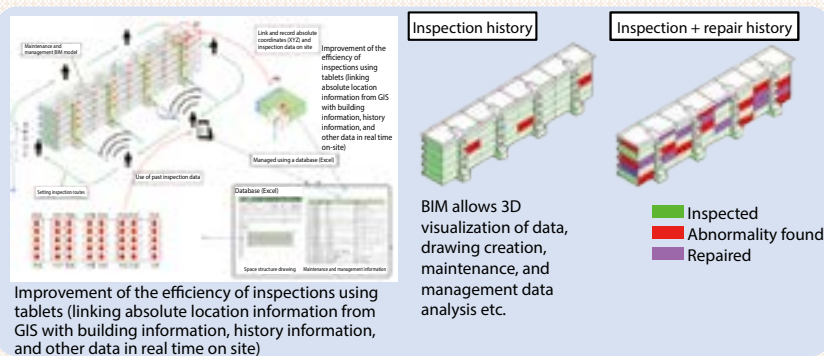 Maintenance and
management BIM model
Link and record absolute
coordinates (XYZ) and
inspection data on site
Improvement of the
efficiency of
inspections using
tablets (linking
absolute location
information from
GIS with building
information, history
information, and
other data in real time
on-site)
Managed using a database (Excel)
Use of past inspection data
Setting inspection routes
Database (Excel)
Space structure drawing
Maintenance and management information
Improvement of the efficiency of inspections using
tablets (linking absolute location information from
GIS with building information, history information,
and other data in real time on site)
Inspection history
BIM allows 3D
visualization of data,
drawing creation,
maintenance, and
management data
analysis etc.
Inspection + repair history
Inspected
Abnormality found
Repaired